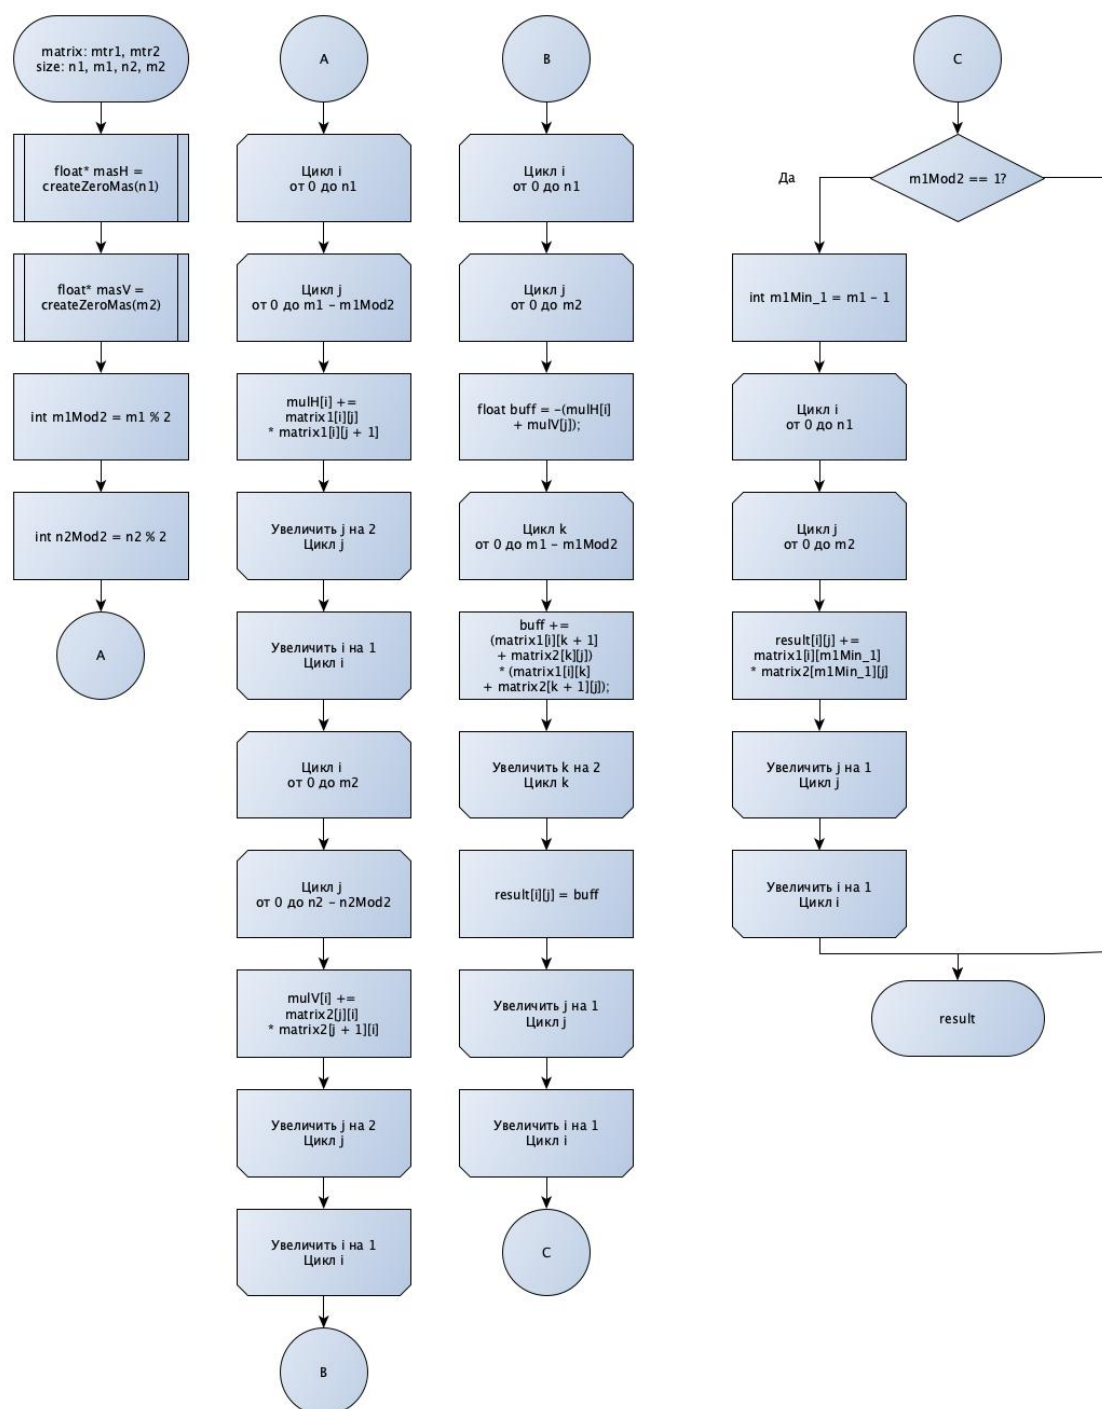 matrix: mtr1, mtr2
size: n1, m1, n2, m2
float* masH =
createZeroMas(n1)
float* masV =
createZeroMas(m2)
int m1Mod2 = m1 % 2
int n2Mod2 = n2 % 2
A
A
Цикл i
от 0 до n1
Цикл j
от 0 до m1 – m1Mod2
mulH[i] +=
matrix1[i][j]
* matrix1[i][j + 1]
Увеличить j на 2
Цикл j
Увеличить i на 1
Цикл i
Цикл i
от 0 до m2
Цикл j
от 0 до n2 – n2Mod2
mulV[i] +=
matrix2[j][i]
* matrix2[j + 1][i]
Увеличить j на 2
Цикл j
Увеличить i на 1
Цикл i
B
B
Цикл i
от 0 до n1
Цикл j
от 0 до m2
float buff = –(mulH[i]
+ mulV[j]);
Цикл k
от 0 до m1 – m1Mod2
buff +=
(matrix1[i][k + 1]
+ matrix2[k][j])
* (matrix1[i][k]
+ matrix2[k + 1][j]);
Увеличить k на 2
Цикл k
result[i][j] = buff
Увеличить j на 1
Цикл j
Увеличить i на 1
Цикл i
C
C
m1Mod2 == 1?
Да
int m1Min_1 = m1 – 1
Цикл i
от 0 до n1
Цикл j
от 0 до m2
result[i][j] +=
matrix1[i][m1Min_1]
* matrix2[m1Min_1][j]
Увеличить j на 1
Цикл j
Увеличить i на 1
Цикл i
result